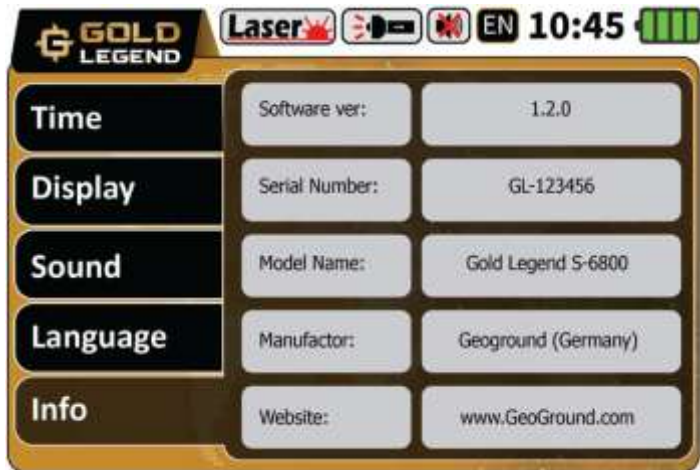 GOLD
LEGEND
Laser
EN
10:45
Time
Display
Sound
Language
Info
Software ver: 1.2.0
Serial Number: GL-123456
Model Name: Gold Legend S-6800
Manufactor: Geoground (Germany)
Website: www.GeoGround.com